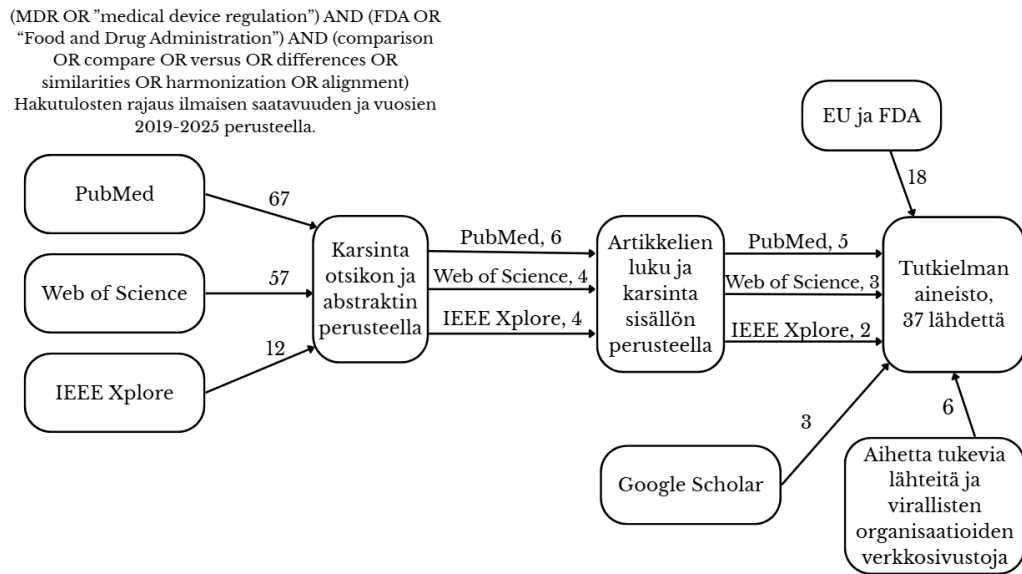 (MDR OR ”medical device regulation”) AND (FDA OR
“Food and Drug Administration”) AND (comparison
OR compare OR versus OR differences OR
similarities OR harmonization OR alignment)
Hakutulosten rajaus ilmaisen saatavuuden ja vuosien
2019-2025 perusteella.
PubMed
67
Web of Science
57
IEEE Xplore
12
Karsinta
otsikon ja
abstraktin
perusteella
PubMed, 6
Web of Science, 4
IEEE Xplore, 4
Artikkelien
luku ja
karsinta
sisällön
perusteella
PubMed, 5
Web of Science, 3
IEEE Xplore, 2
EU ja FDA
18
Tutkielman
aineisto,
37 lähdettä
Google Scholar
3
6
Aihetta tukevia
lähteitä ja
virallisten
organisaatioiden
verkkosivustoja